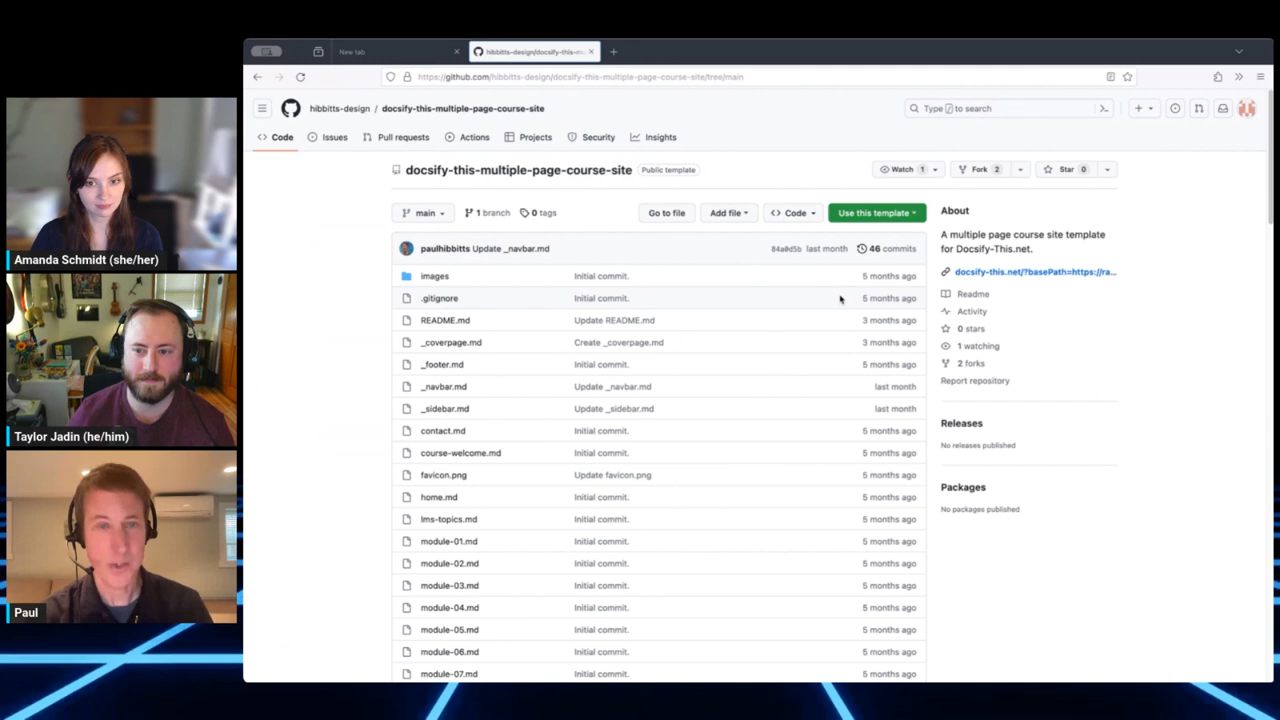 New tab
hibbitts-design/docsify-this-m...
https://github.com/hibbitts-design/docsify-this-multiple-page-course-site/tree/main
hibbitts-design / docsify-this-multiple-page-course-site
Type / to search
Code
Issues
Pull requests
Actions
Projects
Security
Insights
docsify-this-multiple-page-course-site
Public template
Watch 1
Fork 2
Star 0
main
1 branch
0 tags
Go to file
Add file
Code
Use this template
paulhibbitts Update _navbar.md
84a0d5b last month
46 commits
images Initial commit. 5 months ago
.gitignore Initial commit. 5 months ago
README.md Update README.md 3 months ago
_coverpage.md Create _coverpage.md 3 months ago
_footer.md Initial commit. 5 months ago
_navbar.md Update _navbar.md last month
_sidebar.md Update _sidebar.md last month
contact.md Initial commit. 5 months ago
course-welcome.md Initial commit. 5 months ago
favicon.png Update favicon.png 5 months ago
home.md Initial commit. 5 months ago
lms-topics.md Initial commit. 5 months ago
module-01.md Initial commit. 5 months ago
module-02.md Initial commit. 5 months ago
module-03.md Initial commit. 5 months ago
module-04.md Initial commit. 5 months ago
module-05.md Initial commit. 5 months ago
module-06.md Initial commit. 5 months ago
module-07.md Initial commit. 5 months ago
About
A multiple page course site template
for Docsify-This.net.
docsify-this.net/?basePath=https://ra...
Readme
Activity
0 stars
1 watching
2 forks
Report repository
Releases
No releases published
Packages
No packages published
Amanda Schmidt (she/her)
Taylor Jadin (he/him)
Paul